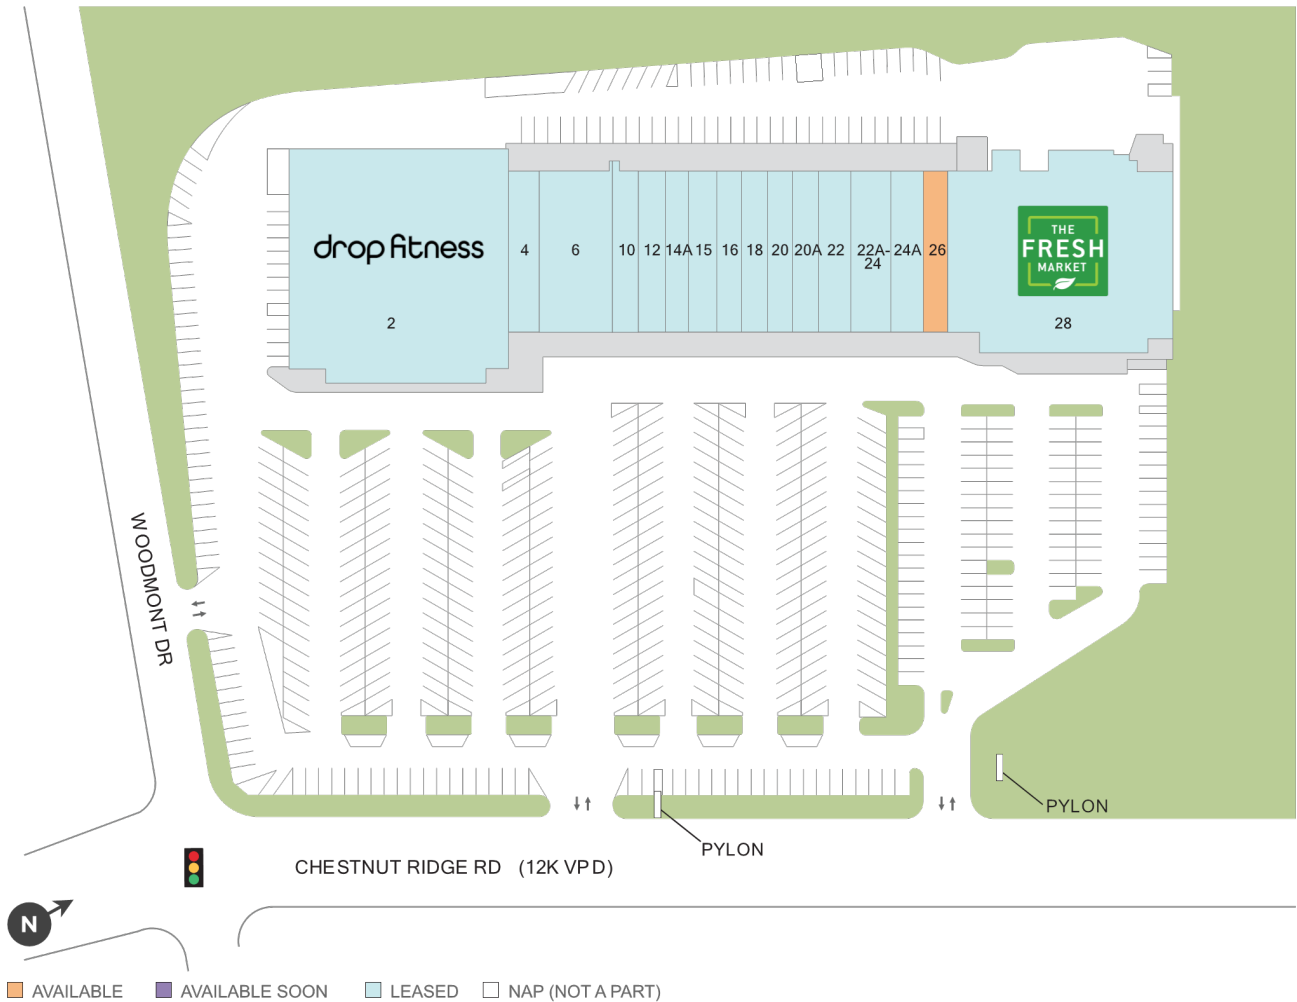 drop fitness
2
4
6
10
12
14A
15
16
18
20
20A
22
22A-
24
24A
26
THE
FRESH
MARKET
28
WOODMONT DR
PYLON
PYLON
CHESTNUT RIDGE RD (12K VPD)
N
AVAILABLE
AVAILABLE SOON
LEASED
NAP (NOT A PART)